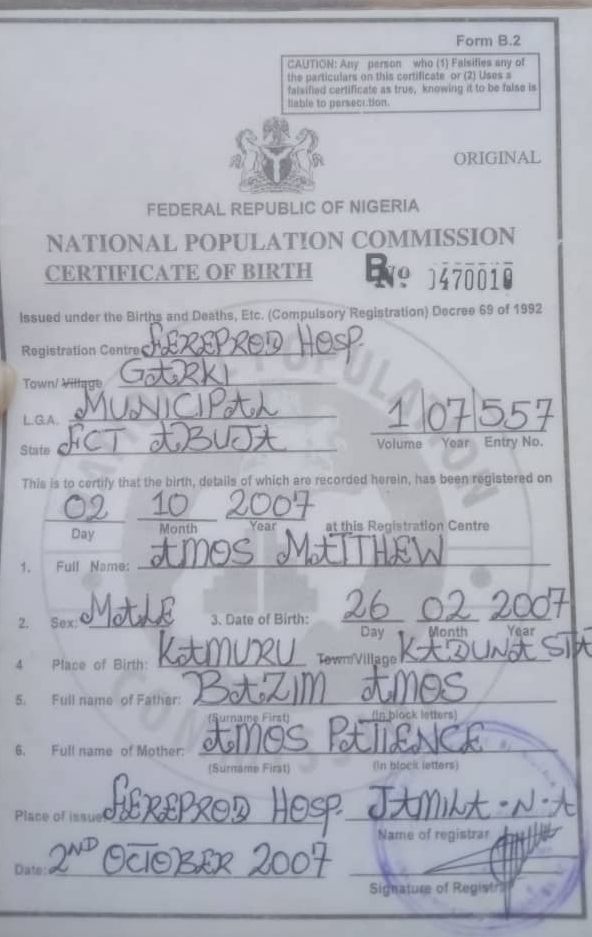 Form B.2
CAUTION: Any person who (1) Falsifies any of
the particulars on this certificate or (2) Uses a
falsified certificate as true, knowing it to be false is
liable to persecution.
ORIGINAL
FEDERAL REPUBLIC OF NIGERIA
NATIONAL POPULATION COMMISSION
CERTIFICATE OF BIRTH B No 470010
Issued under the Births and Deaths, Etc. (Compulsory Registration) Decree 69 of 1992
Registration Centre HOSP.
Town/Village GARKI
L.G.A. MUNICIPAL 1 07 557
State FCT ABUJA Volume Year Entry No.
This is to certify that the birth, details of which are recorded herein, has been registered on
02 10 2007
Day Month Year at this Registration Centre
1. Full Name: AMOS MATTHEW
2. Sex: MALE 3. Date of Birth: 26 02 2007
Day Month Year
4 Place of Birth: KAMURU Town/Village KADUNA STA
5. Full name of Father: BAZIM AMOS
(Surname First) (In block letters)
6. Full name of Mother: AMOS PATIENCE
(Surname First) (In block letters)
Place of issue HOSP. JAMILA .N.A
Name of registrar
Date: 2ND OCTOBER 2007
Signature of Registr